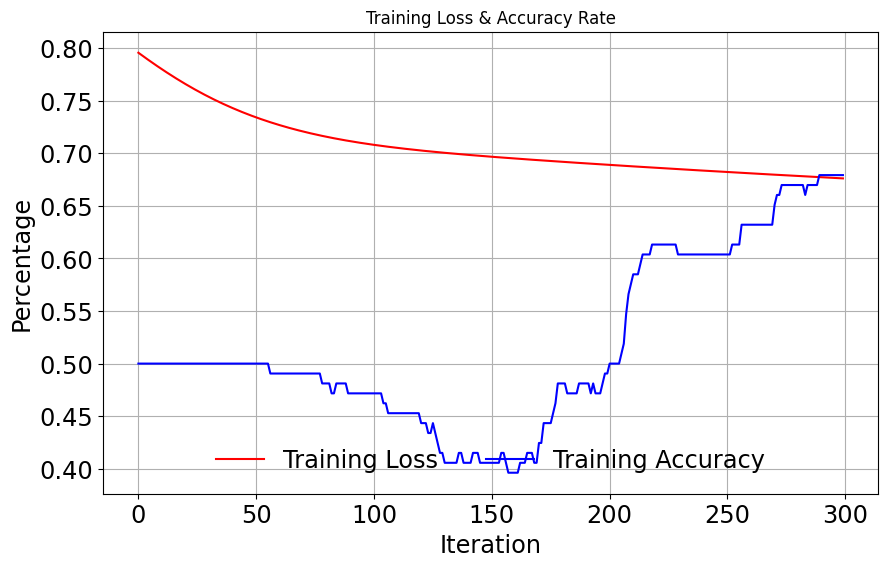 Training Loss & Accuracy Rate
0.80
0.75
0.70
0.65
0.60
0.55
0.50
0.45
0.40
Percentage
Training Loss Training Accuracy
0 50 100 150 200 250 300
Iteration